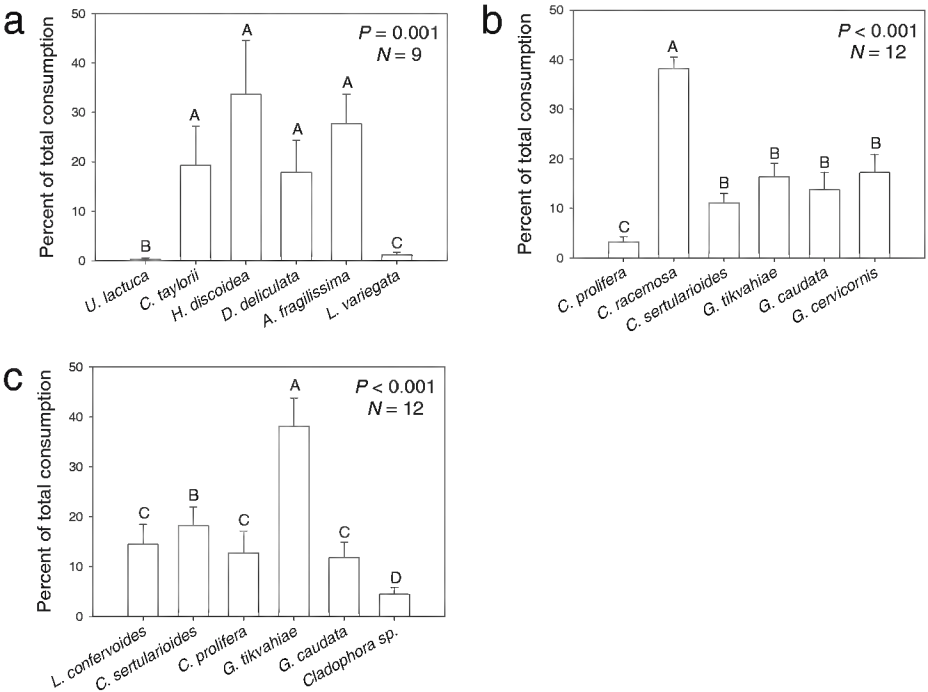 a
Percent of total consumption
50
40
30
20
10
0
P = 0.001
N = 9
B
A
A
A
A
C
U. lactuca
C. taylorii
H. discoidea
D. deliculata
A. fragilissima
L. variegata
b
Percent of total consumption
50
40
30
20
10
0
P < 0.001
N = 12
C
A
B
B
B
B
C. prolifera
C. racemosa
C. sertularioides
G. tikvahiae
G. caudata
G. cervicornis
c
Percent of total consumption
50
40
30
20
10
0
P < 0.001
N = 12
C
B
C
A
C
D
L. confervoides
C. sertularioides
C. prolifera
G. tikvahiae
G. caudata
Cladophora sp.